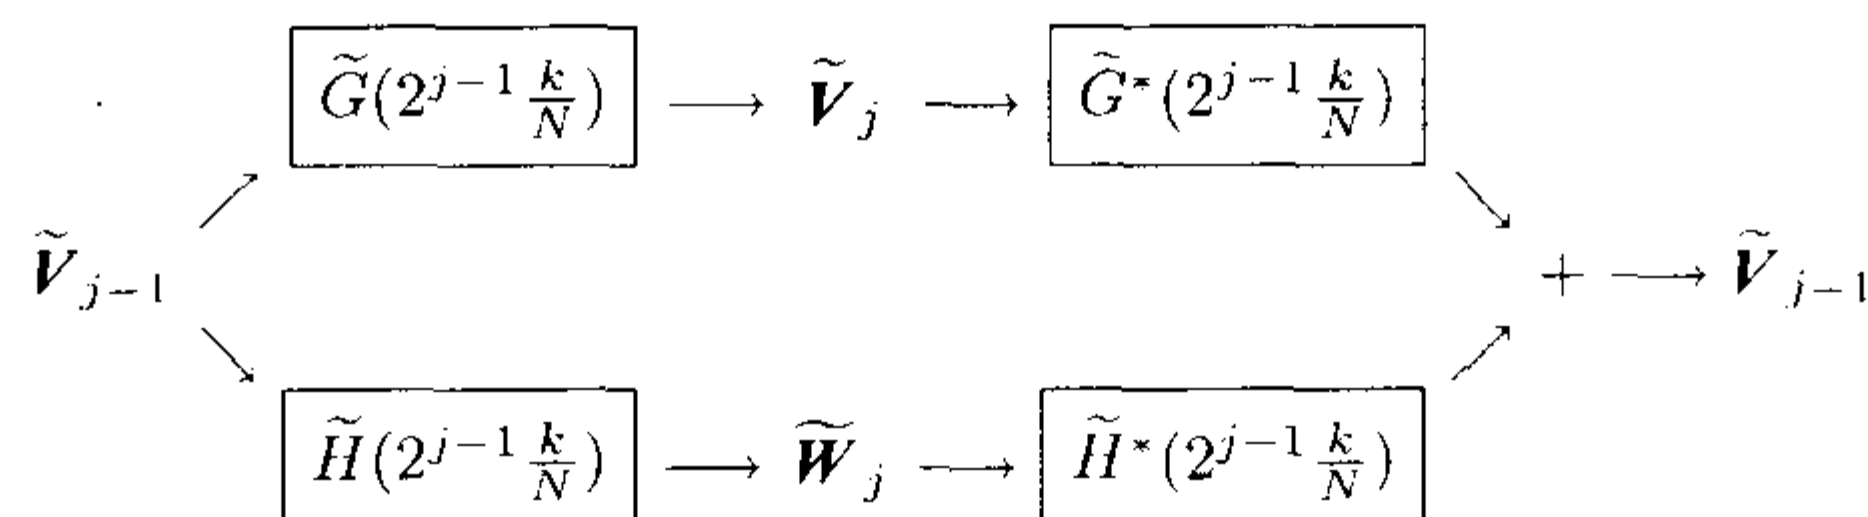 G̃(2^{j−1} k/N) ⟶ Ṽ_j ⟶ G̃*(2^{j−1} k/N)
Ṽ_{j−1} + ⟶ Ṽ_{j−1}
H̃(2^{j−1} k/N) ⟶ W̃_j ⟶ H̃*(2^{j−1} k/N)